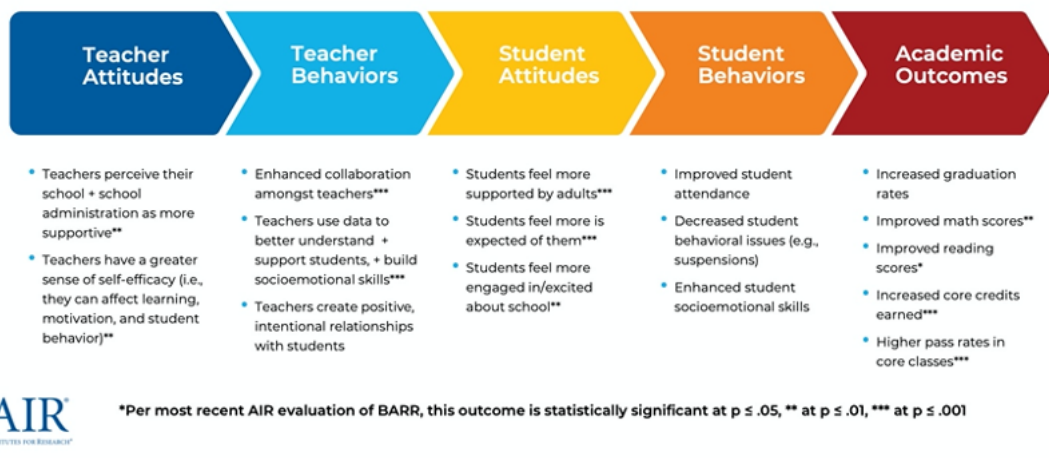 Teacher
Attitudes
Teacher
Behaviors
Student
Attitudes
Student
Behaviors
Academic
Outcomes
• Teachers perceive their
school + school
administration as more
supportive**
• Teachers have a greater
sense of self-efficacy (i.e.,
they can affect learning,
motivation, and student
behavior)**
• Enhanced collaboration
amongst teachers***
• Teachers use data to
better understand +
support students, + build
socioemotional skills***
• Teachers create positive,
intentional relationships
with students
• Students feel more
supported by adults***
• Students feel more is
expected of them***
• Students feel more
engaged in/excited
about school**
• Improved student
attendance
• Decreased student
behavioral issues (e.g.,
suspensions)
• Enhanced student
socioemotional skills
• Increased graduation
rates
• Improved math scores**
• Improved reading
scores*
• Increased core credits
earned***
• Higher pass rates in
core classes***
AIR®
FOR RESEARCH®
*Per most recent AIR evaluation of BARR, this outcome is statistically significant at p ≤ .05, ** at p ≤ .01, *** at p ≤ .001